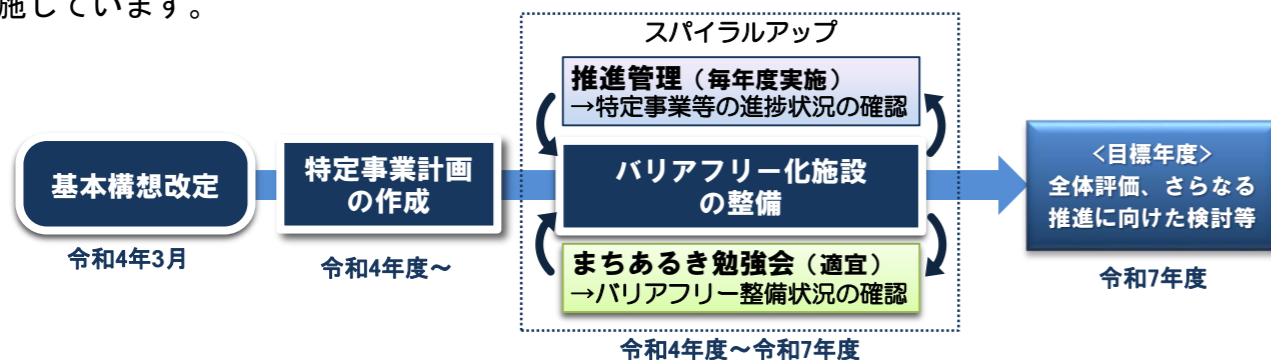 施しています。
スパイラルアップ
推進管理（毎年度実施）
→特定事業等の進捗状況の確認
基本構想改定
令和4年3月
特定事業計画
の作成
令和4年度～
バリアフリー化施設
の整備
まちあるき勉強会（適宜）
→バリアフリー整備状況の確認
令和4年度～令和7年度
<目標年度>
全体評価、さらなる
推進に向けた検討等
令和7年度